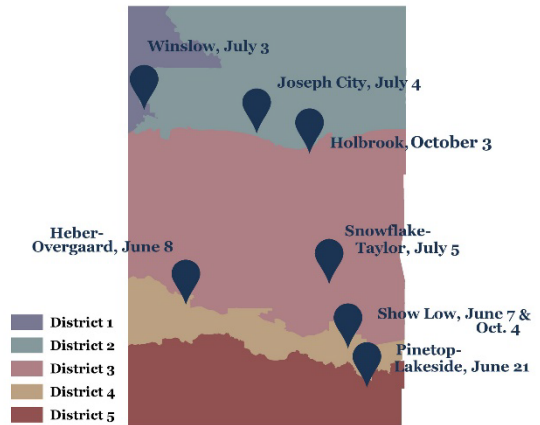 Winslow, July 3
Joseph City, July 4
Holbrook, October 3
Heber-
Overgaard, June 8
Snowflake-
Taylor, July 5
Show Low, June 7 &
Oct. 4
Pinetop-
Lakeside, June 21
District 1
District 2
District 3
District 4
District 5